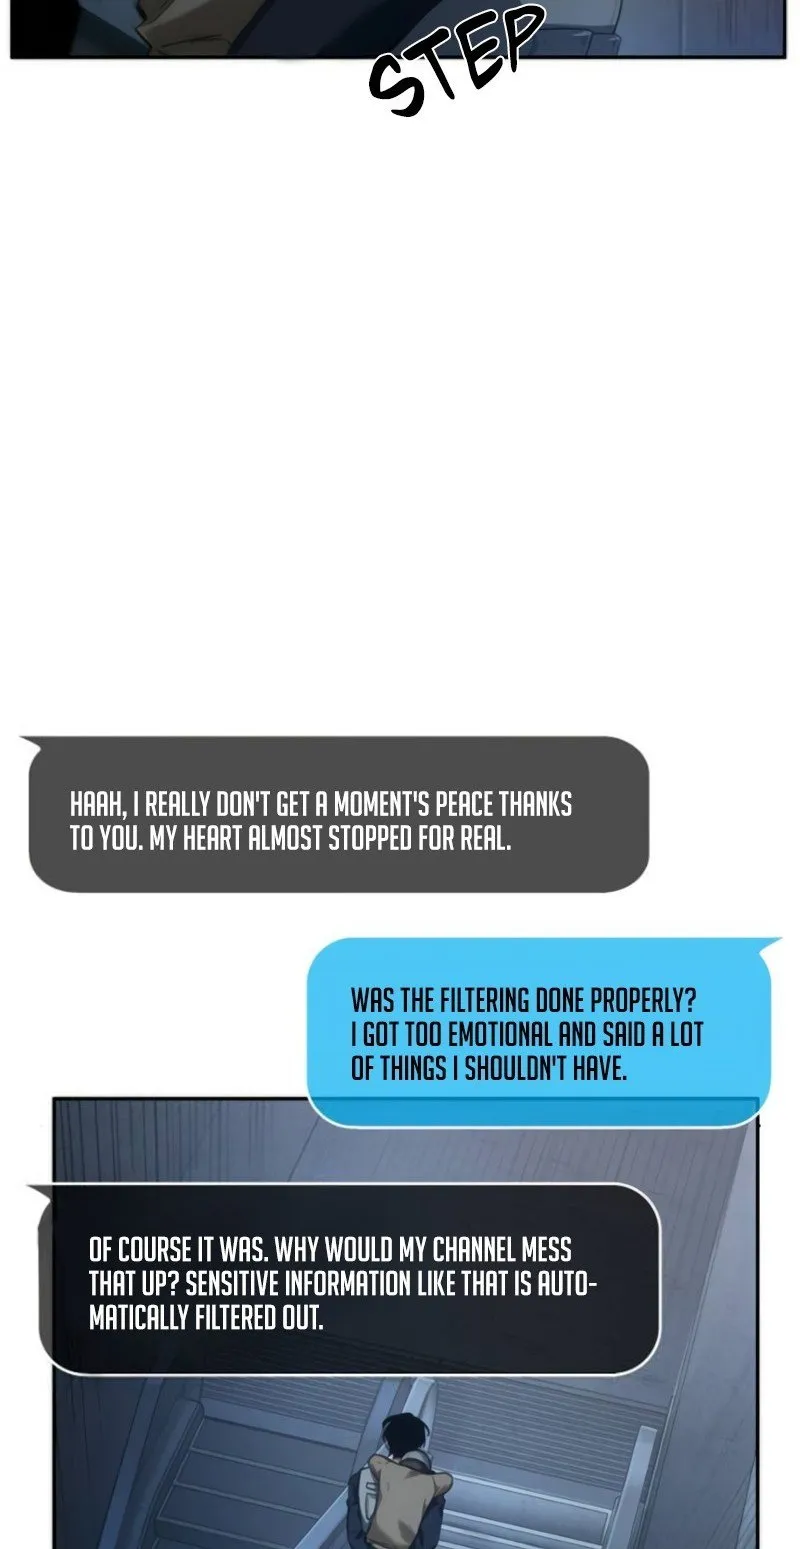 STEP
HAAH, I REALLY DON'T GET A MOMENT'S PEACE THANKS
TO YOU. MY HEART ALMOST STOPPED FOR REAL.
WAS THE FILTERING DONE PROPERLY?
I GOT TOO EMOTIONAL AND SAID A LOT
OF THINGS I SHOULDN'T HAVE.
OF COURSE IT WAS. WHY WOULD MY CHANNEL MESS
THAT UP? SENSITIVE INFORMATION LIKE THAT IS AUTO-
MATICALLY FILTERED OUT.